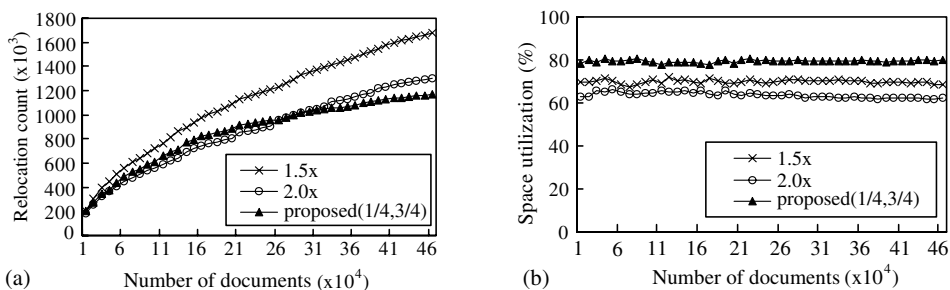 Relocation count (x10³)
1800
1600
1400
1200
1000
800
600
400
200
0
1 6 11 16 21 26 31 36 41 46
1.5x
2.0x
proposed(1/4,3/4)
(a)
Number of documents (x10⁴)
Space utilization (%)
100
80
60
40
20
0
1 6 11 16 21 26 31 36 41 46
1.5x
2.0x
proposed(1/4,3/4)
(b)
Number of documents (x10⁴)